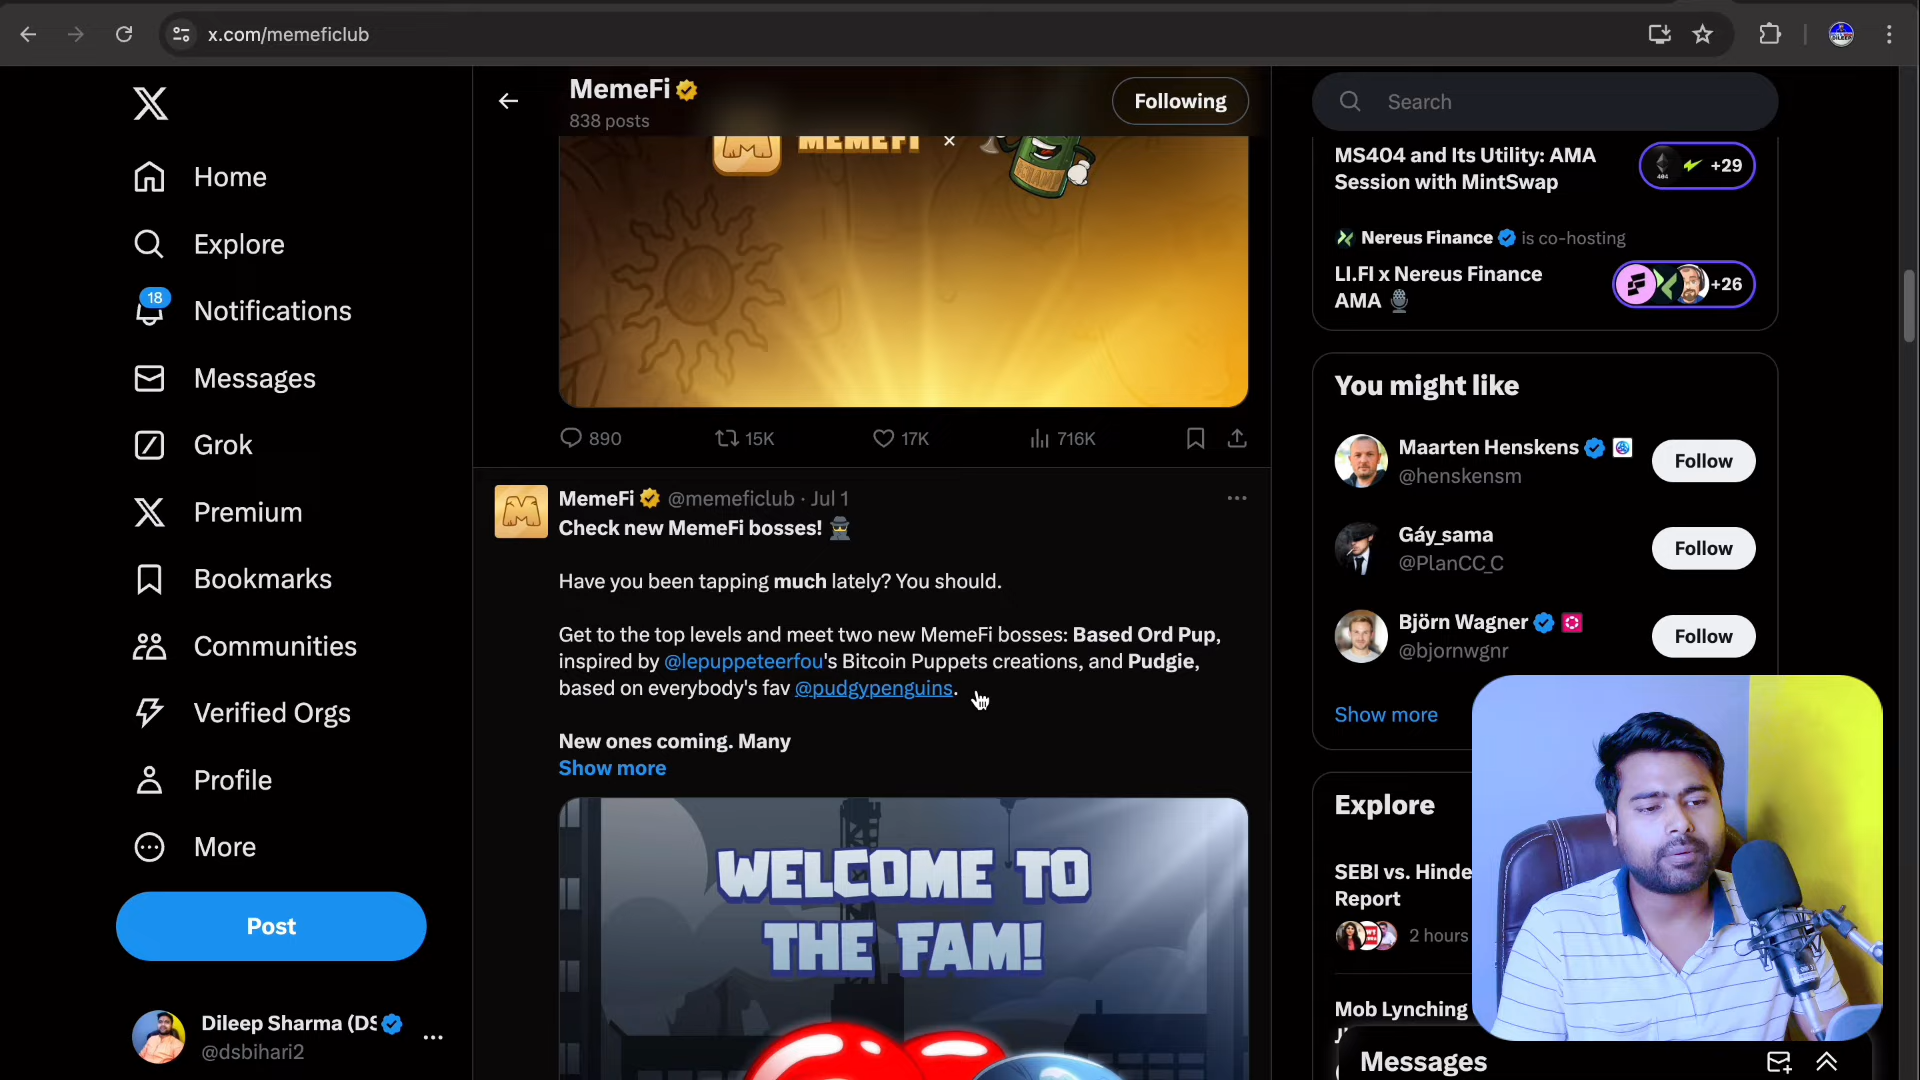 x.com/memeficlub
MemeFi
838 posts
Following
Search
Home
Explore
18
Notifications
Messages
Grok
Premium
Bookmarks
Communities
Verified Orgs
Profile
More
Post
Dileep Sharma (DS
@dsbihari2
MEMEFI ×
890
15K
17K
716K
MemeFi @memeficlub · Jul 1
Check new MemeFi bosses!
Have you been tapping much lately? You should.
Get to the top levels and meet two new MemeFi bosses: Based Ord Pup,
inspired by @lepuppeteerfou's Bitcoin Puppets creations, and Pudgie,
based on everybody's fav @pudgypenguins.
New ones coming. Many
Show more
WELCOME TO
THE FAM!
MS404 and Its Utility: AMA
Session with MintSwap
+29
Nereus Finance is co-hosting
LI.FI x Nereus Finance
AMA
+26
You might like
Maarten Henskens
@henskensm
Follow
Gáy_sama
@PlanCC_C
Follow
Björn Wagner
@bjornwgnr
Follow
Show more
Explore
SEBI vs. Hinde
Report
2 hours
Mob Lynching
Messages